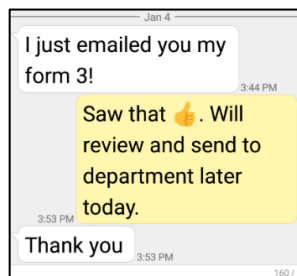 Jan 4
I just emailed you my
form 3!
3:44 PM
Saw that 👍. Will
review and send to
department later
today.
3:53 PM
Thank you
3:53 PM
160 /